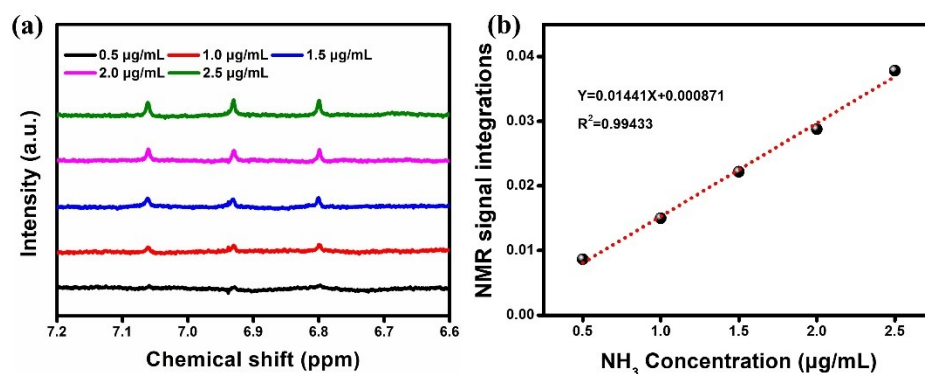 (a)
0.5 µg/mL 1.0 µg/mL 1.5 µg/mL
2.0 µg/mL 2.5 µg/mL
Intensity (a.u.)
7.2 7.1 7.0 6.9 6.8 6.7 6.6
Chemical shift (ppm)
(b)
NMR signal integrations
0.04
0.03
0.02
0.01
0.00
Y=0.01441X+0.000871
R²=0.99433
0.5 1.0 1.5 2.0 2.5
NH₃ Concentration (µg/mL)